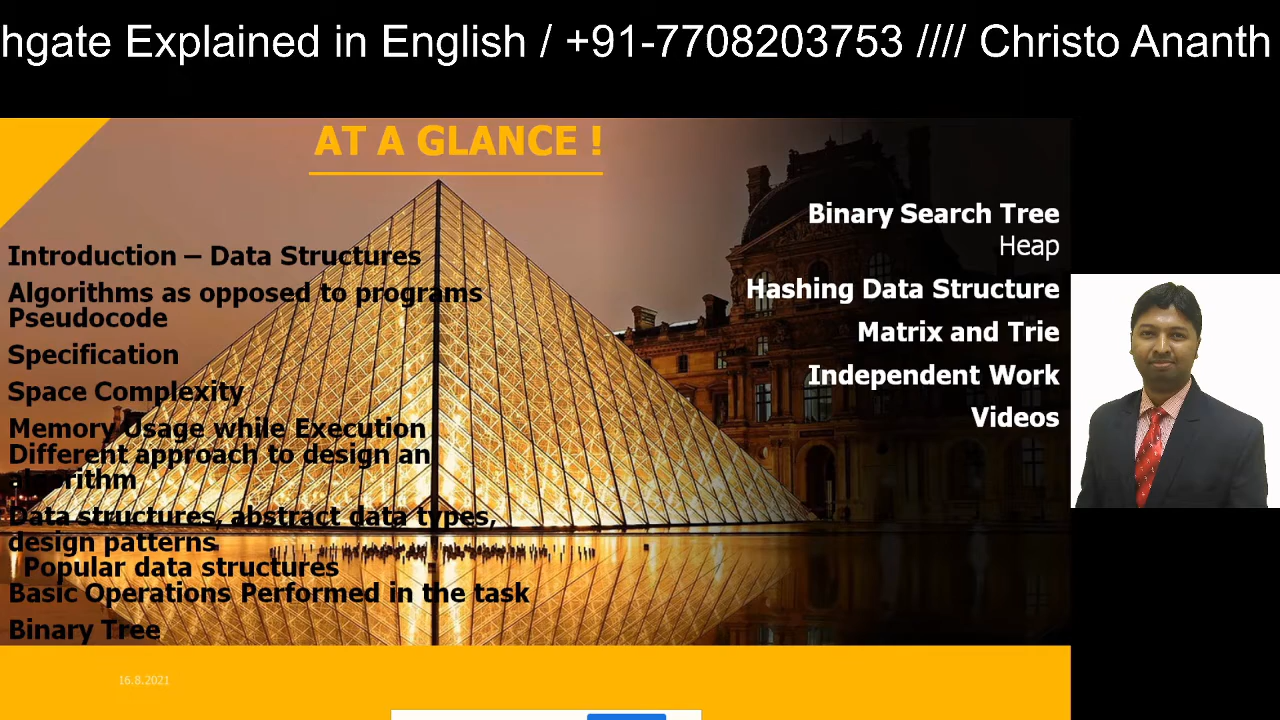 hgate Explained in English / +91-7708203753 //// Christo Ananth
AT A GLANCE !
Introduction – Data Structures
Algorithms as opposed to programs
Pseudocode
Specification
Space Complexity
Memory Usage while Execution
Different approach to design an
algorithm
Data structures, abstract data types,
design patterns
Popular data structures
Basic Operations Performed in the task
Binary Tree
Binary Search Tree
Heap
Hashing Data Structure
Matrix and Trie
Independent Work
Videos
16.8.2021